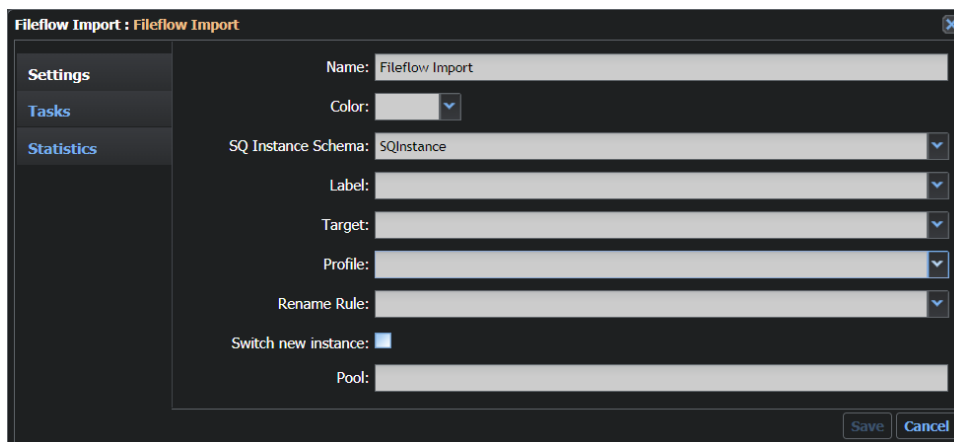 Fileflow Import : Fileflow Import
Settings
Tasks
Statistics
Name: Fileflow Import
Color:
SQ Instance Schema: SQInstance
Label:
Target:
Profile:
Rename Rule:
Switch new instance:
Pool:
Save Cancel